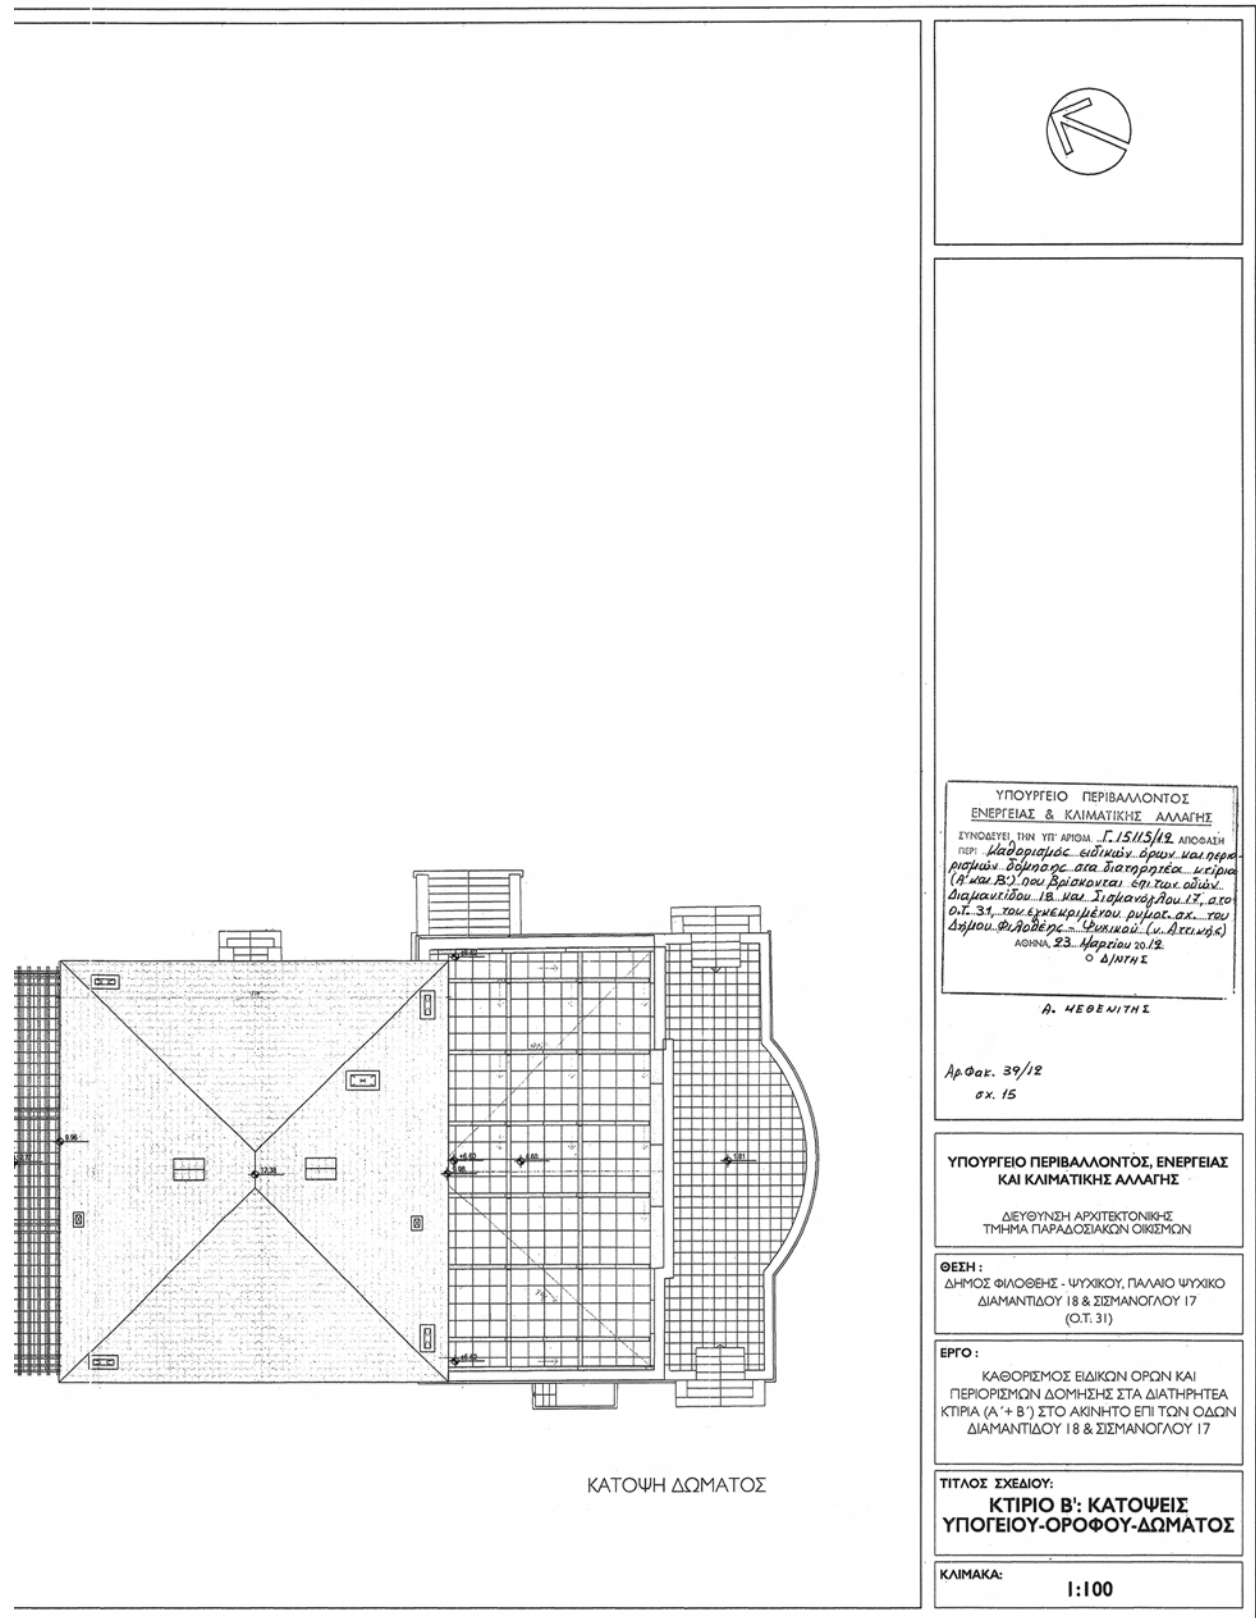 ΥΠΟΥΡΓΕΙΟ ΠΕΡΙΒΑΛΛΟΝΤΟΣ
ΕΝΕΡΓΕΙΑΣ & ΚΛΙΜΑΤΙΚΗΣ ΑΛΛΑΓΗΣ
ΣΥΝΟΔΕΥΕΙ ΤΗΝ ΥΠ' ΑΡΙΘΜ. Γ.15115/12 ΑΠΟΦΑΣΗ
ΠΕΡΙ Καθορισμός ειδικών όρων και περιο-
ρισμών δόμησης στα διατηρητέα κτίρια
(Α' και Β') που βρίσκονται επι των οδών
Διαμαντίδου 18 και Σισμανόγλου 17, στο
Ο.Τ. 31, του εγκεκριμένου ρυμοτ. σχ. του
Δήμου Φιλοθέης - Ψυχικού (ν. Αττικής)
ΑΘΗΝΑ, 23 Μαρτίου 2012
Ο Δ/ΝΤΗΣ
Α. ΜΕΘΕΝΙΤΗΣ
Αρ. Φακ. 39/12
σχ. 15
ΥΠΟΥΡΓΕΙΟ ΠΕΡΙΒΑΛΛΟΝΤΟΣ, ΕΝΕΡΓΕΙΑΣ
ΚΑΙ ΚΛΙΜΑΤΙΚΗΣ ΑΛΛΑΓΗΣ
ΔΙΕΥΘΥΝΣΗ ΑΡΧΙΤΕΚΤΟΝΙΚΗΣ
ΤΜΗΜΑ ΠΑΡΑΔΟΣΙΑΚΩΝ ΟΙΚΙΣΜΩΝ
ΘΕΣΗ :
ΔΗΜΟΣ ΦΙΛΟΘΕΗΣ - ΨΥΧΙΚΟΥ, ΠΑΛΑΙΟ ΨΥΧΙΚΟ
ΔΙΑΜΑΝΤΙΔΟΥ 18 & ΣΙΣΜΑΝΟΓΛΟΥ 17
(Ο.Τ. 31)
ΕΡΓΟ :
ΚΑΘΟΡΙΣΜΟΣ ΕΙΔΙΚΩΝ ΟΡΩΝ ΚΑΙ
ΠΕΡΙΟΡΙΣΜΩΝ ΔΟΜΗΣΗΣ ΣΤΑ ΔΙΑΤΗΡΗΤΕΑ
ΚΤΙΡΙΑ (Α΄+ Β΄) ΣΤΟ ΑΚΙΝΗΤΟ ΕΠΙ ΤΩΝ ΟΔΩΝ
ΔΙΑΜΑΝΤΙΔΟΥ 18 & ΣΙΣΜΑΝΟΓΛΟΥ 17
ΤΙΤΛΟΣ ΣΧΕΔΙΟΥ:
ΚΤΙΡΙΟ Β': ΚΑΤΟΨΕΙΣ
ΥΠΟΓΕΙΟΥ-ΟΡΟΦΟΥ-ΔΩΜΑΤΟΣ
ΚΛΙΜΑΚΑ:
1:100
ΚΑΤΟΨΗ ΔΩΜΑΤΟΣ